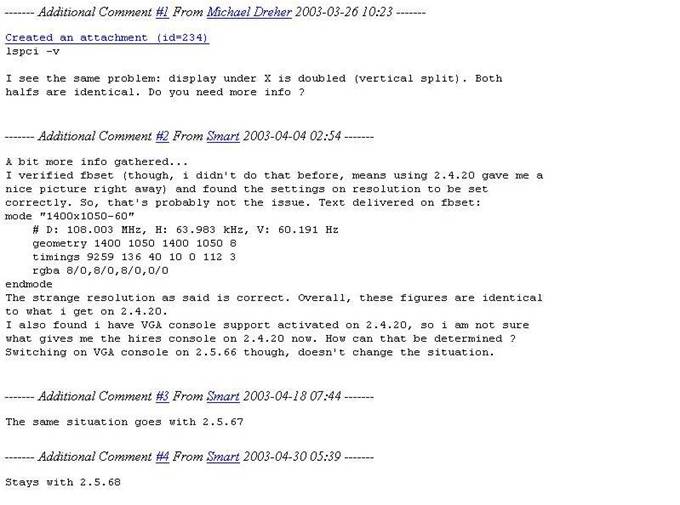 ------- Additional Comment #1 From Michael Dreher 2003-03-26 10:23 -------
Created an attachment (id=234)
lspci -v
I see the same problem: display under X is doubled (vertical split). Both
halfs are identical. Do you need more info ?
------- Additional Comment #2 From Smart 2003-04-04 02:54 -------
A bit more info gathered...
I verified fbset (though, i didn't do that before, means using 2.4.20 gave me a
nice picture right away) and found the settings on resolution to be set
correctly. So, that's probably not the issue. Text delivered on fbset:
mode "1400x1050-60"
# D: 108.003 MHz, H: 63.983 kHz, V: 60.191 Hz
geometry 1400 1050 1400 1050 8
timings 9259 136 40 10 0 112 3
rgba 8/0,8/0,8/0,0/0
endmode
The strange resolution as said is correct. Overall, these figures are identical
to what i get on 2.4.20.
I also found i have VGA console support activated on 2.4.20, so i am not sure
what gives me the hires console on 2.4.20 now. How can that be determined ?
Switching on VGA console on 2.5.66 though, doesn't change the situation.
------- Additional Comment #3 From Smart 2003-04-18 07:44 -------
The same situation goes with 2.5.67
------- Additional Comment #4 From Smart 2003-04-30 05:39 -------
Stays with 2.5.68